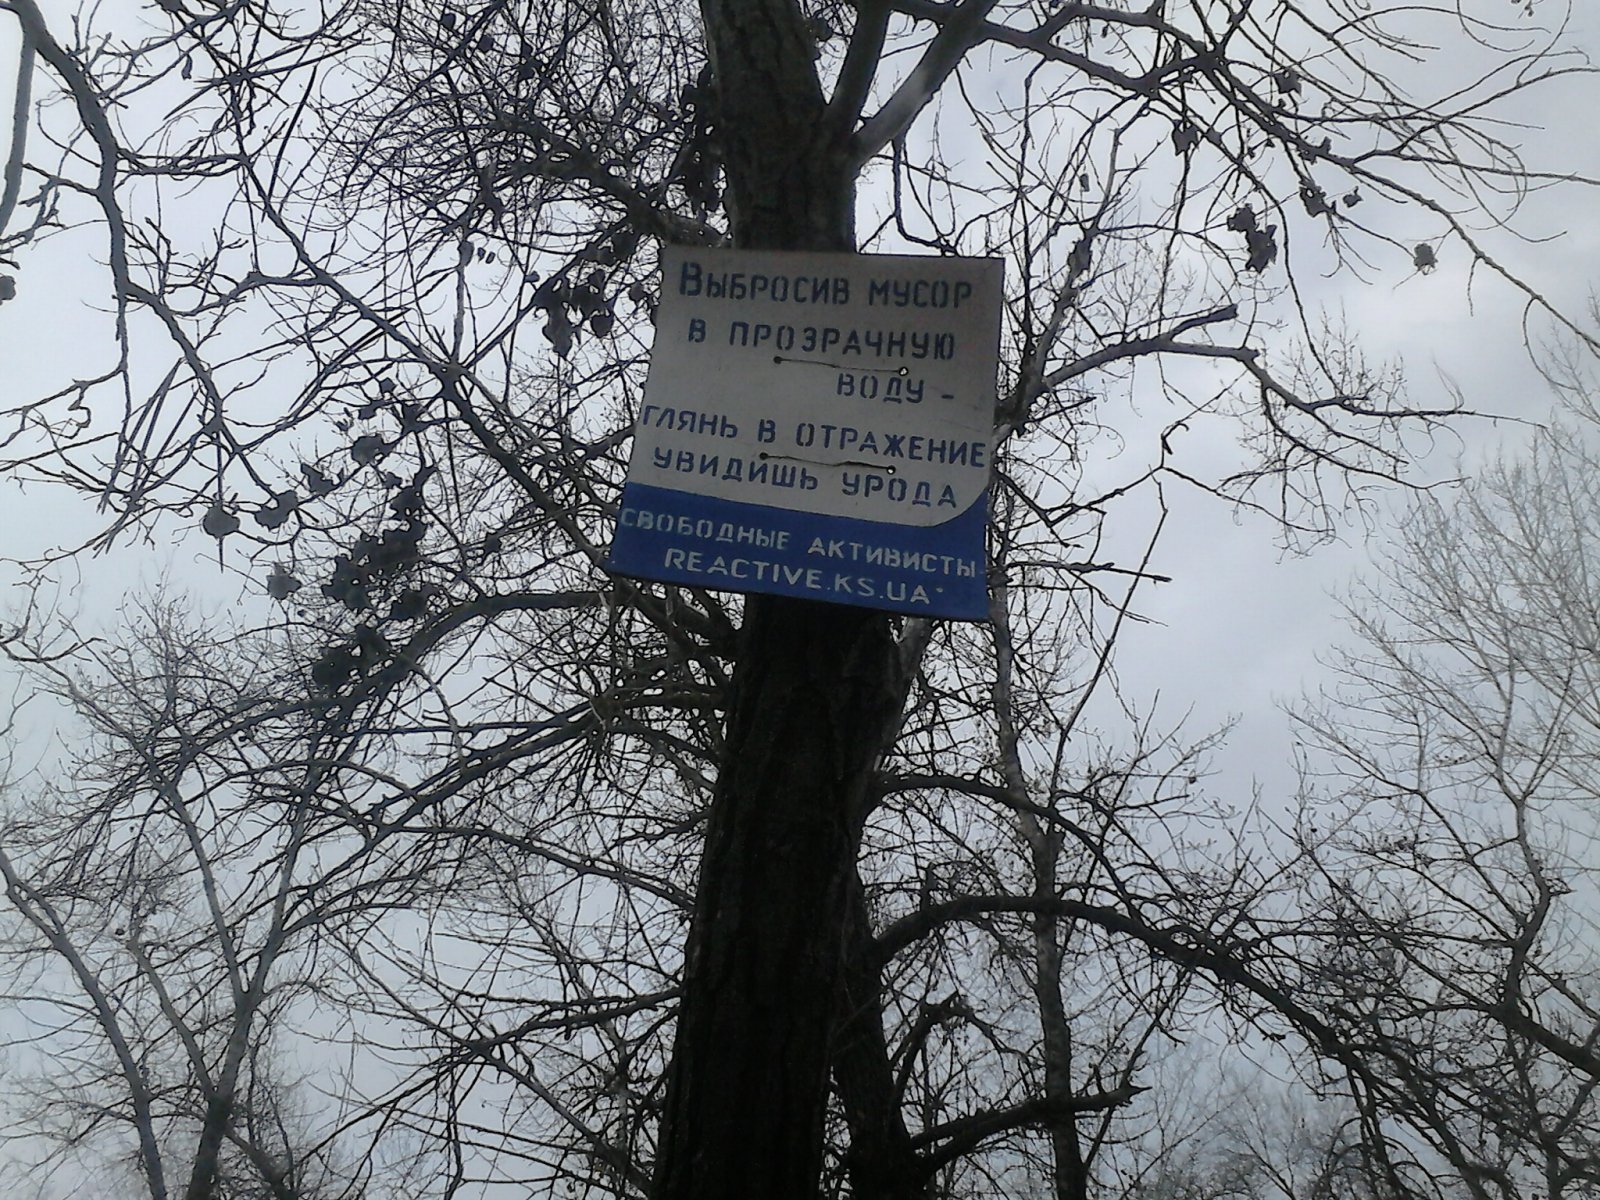 Выбросив мусор
в прозрачную
воду -
глянь в отражение
увидишь урода
свободные активисты
REACTIVE.KS.UA